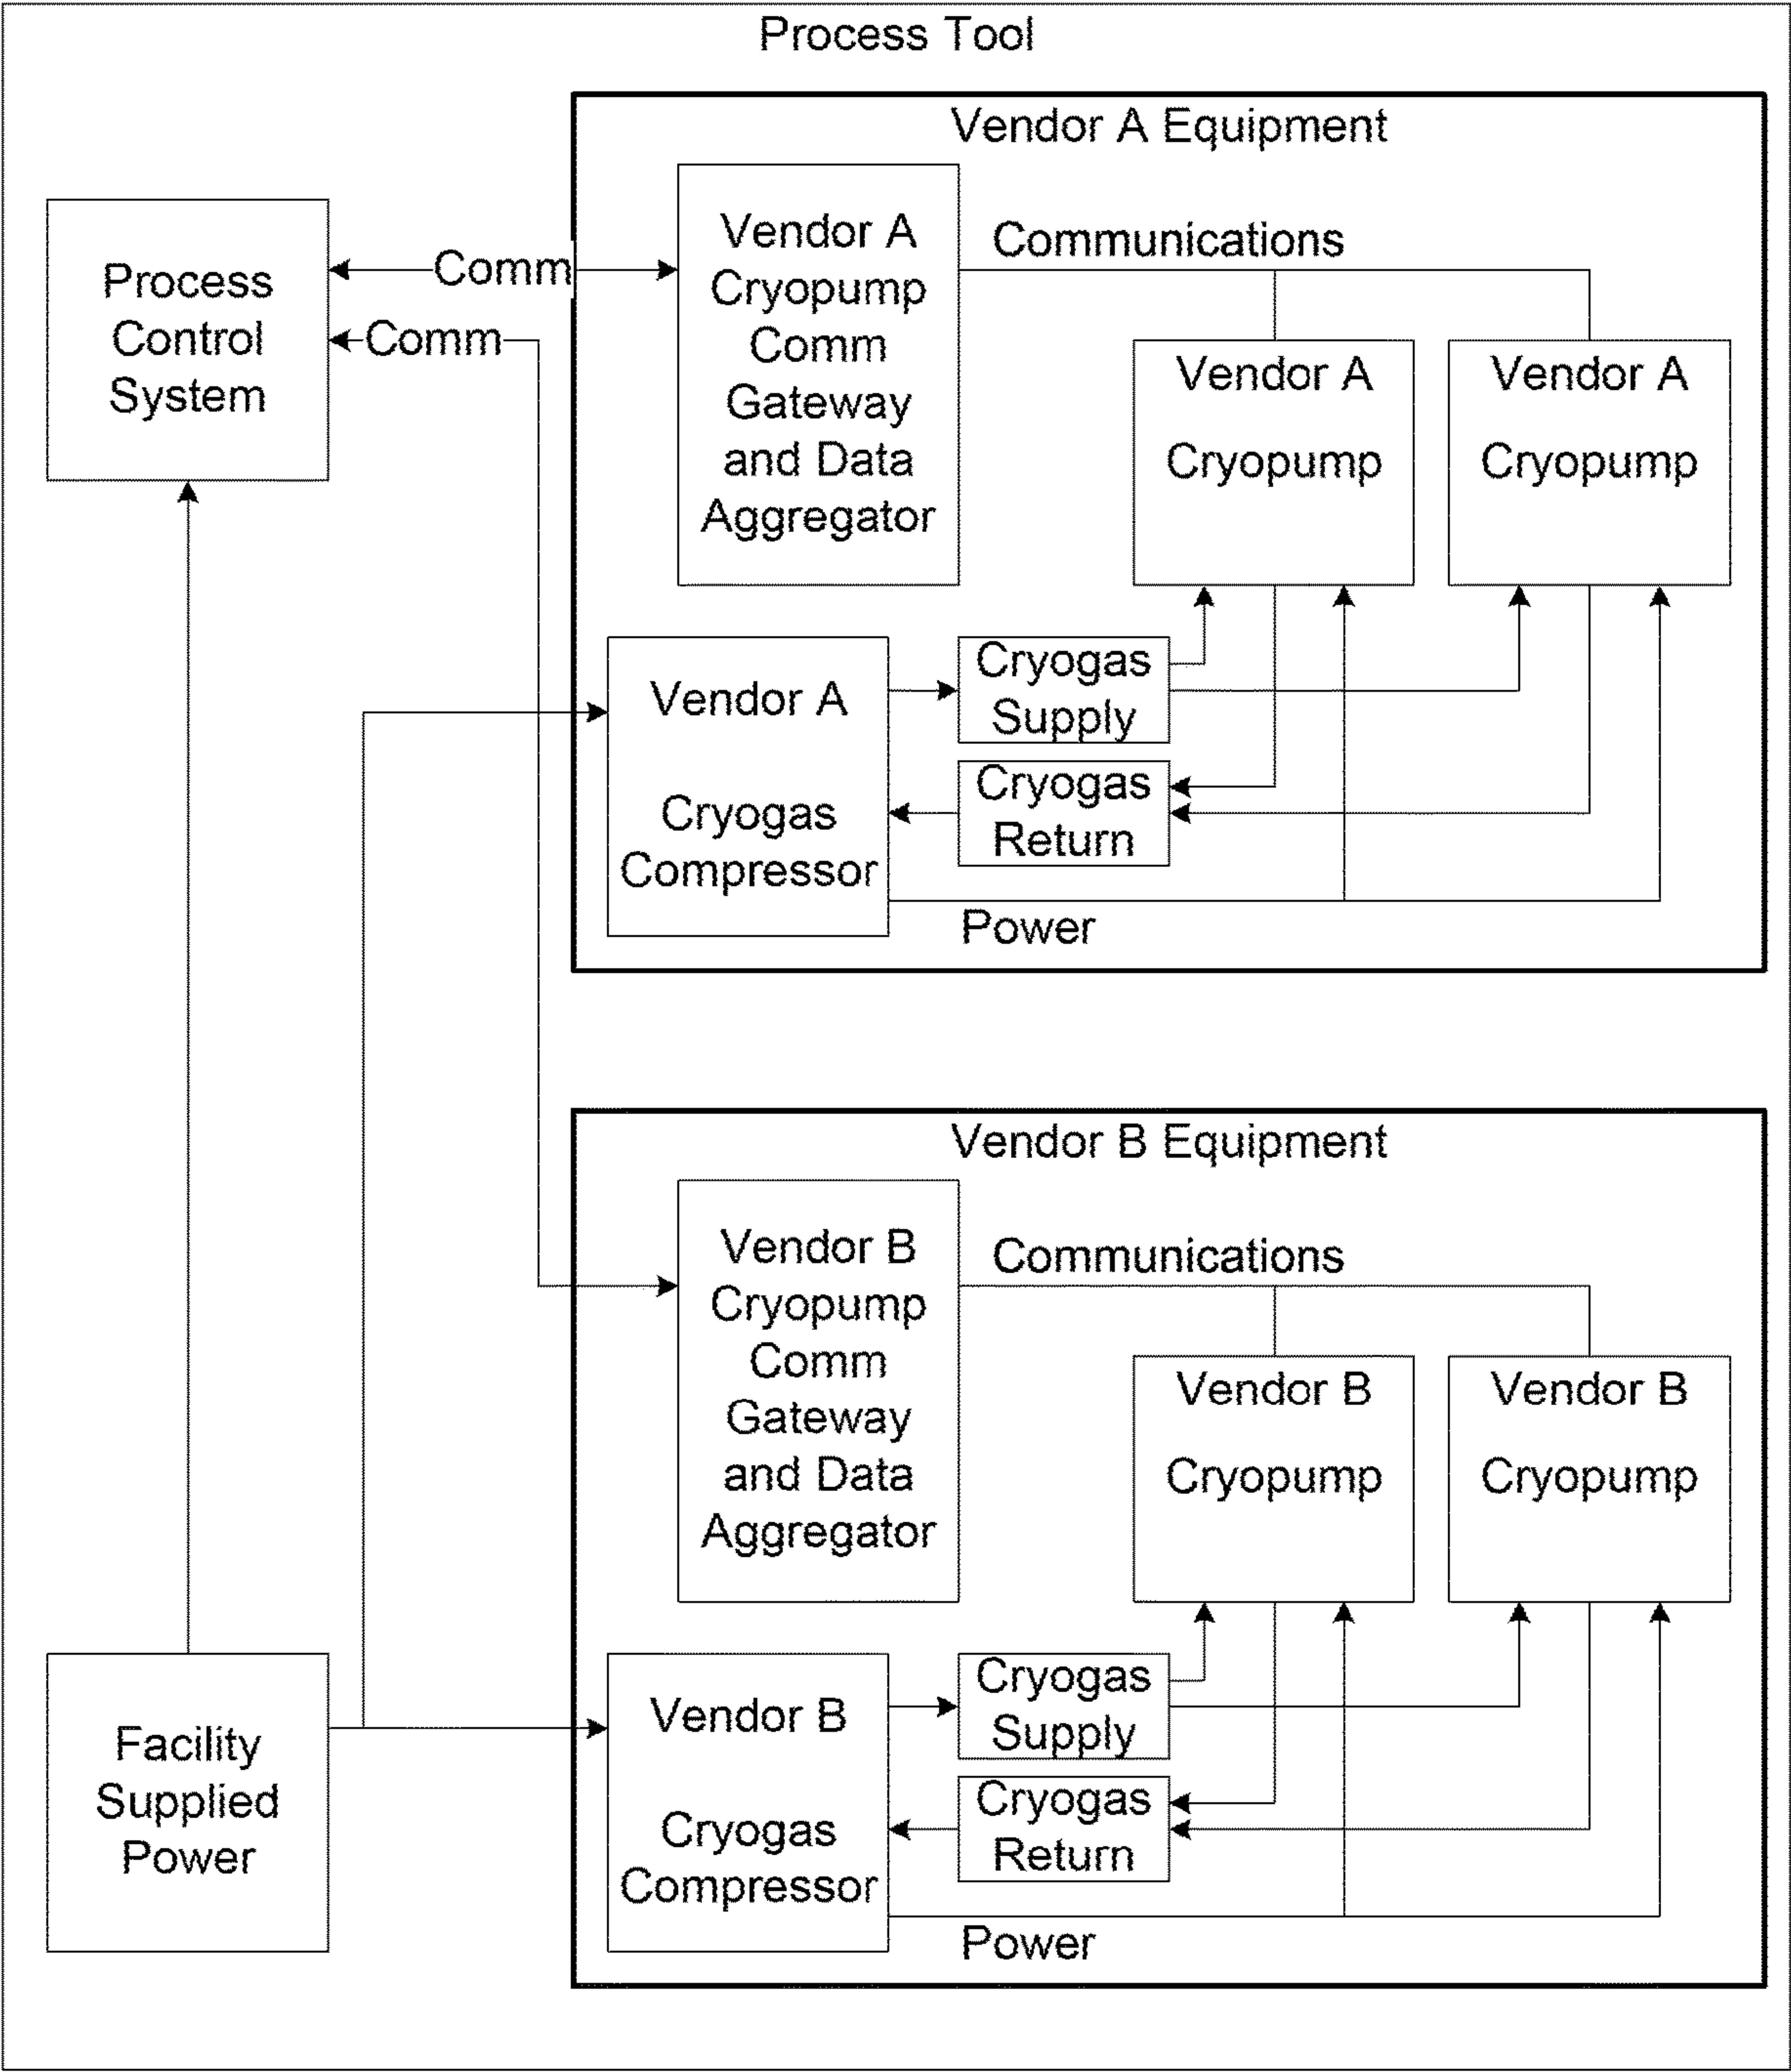 Process Tool
Vendor A Equipment
Process
Control
System
Comm
Comm
Vendor A
Cryopump
Comm
Gateway
and Data
Aggregator
Communications
Vendor A
Cryopump
Vendor A
Cryopump
Vendor A
Cryogas
Compressor
Cryogas
Supply
Cryogas
Return
Power
Vendor B Equipment
Vendor B
Cryopump
Comm
Gateway
and Data
Aggregator
Communications
Vendor B
Cryopump
Vendor B
Cryopump
Facility
Supplied
Power
Vendor B
Cryogas
Compressor
Cryogas
Supply
Cryogas
Return
Power